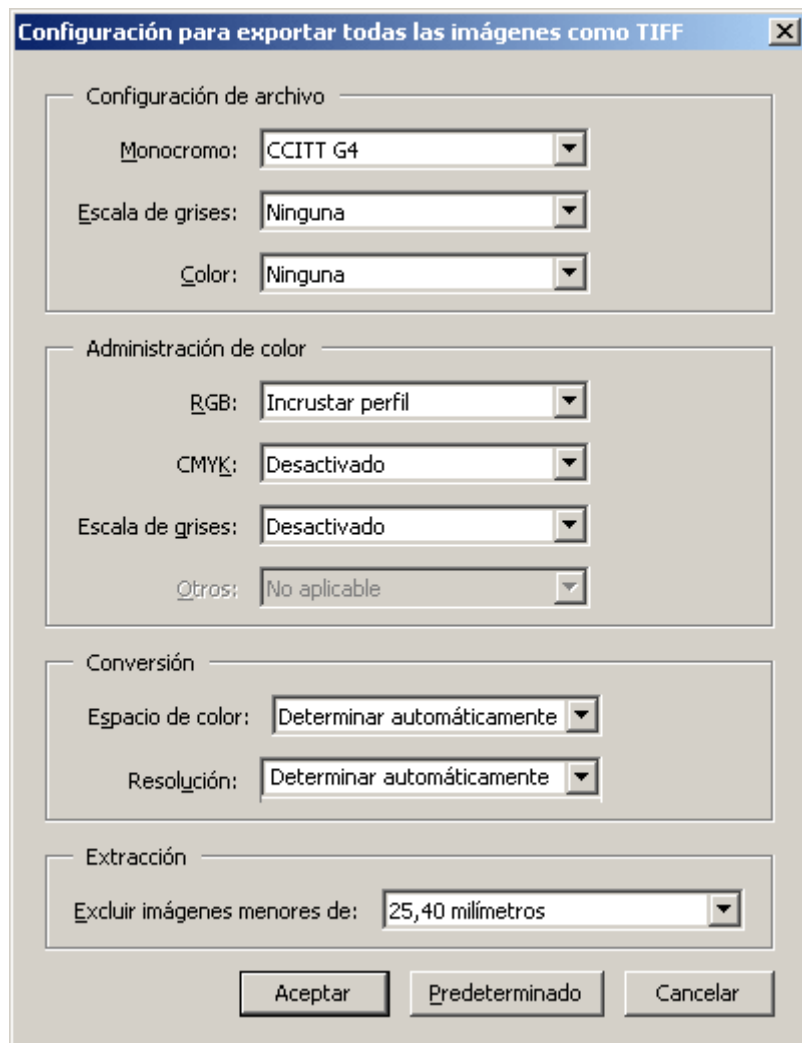 Configuración para exportar todas las imágenes como TIFF
Configuración de archivo
Monocromo: CCITT G4
Escala de grises: Ninguna
Color: Ninguna
Administración de color
RGB: Incrustar perfil
CMYK: Desactivado
Escala de grises: Desactivado
Otros: No aplicable
Conversión
Espacio de color: Determinar automáticamente
Resolución: Determinar automáticamente
Extracción
Excluir imágenes menores de: 25,40 milímetros
Aceptar Predeterminado Cancelar